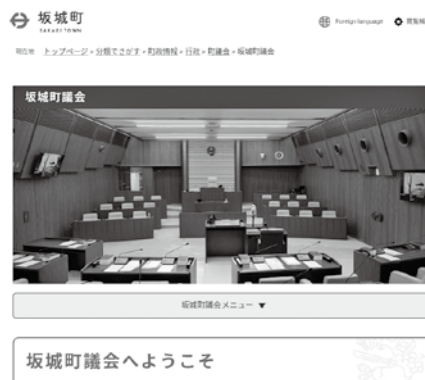 坂城町
SAKAKI TOWN
Foreign language
現在地 トップページ > 分類でさがす > 町政情報 > 行政 > 町議会 > 坂城町議会
坂城町議会
坂城町議会メニュー ▼
坂城町議会へようこそ